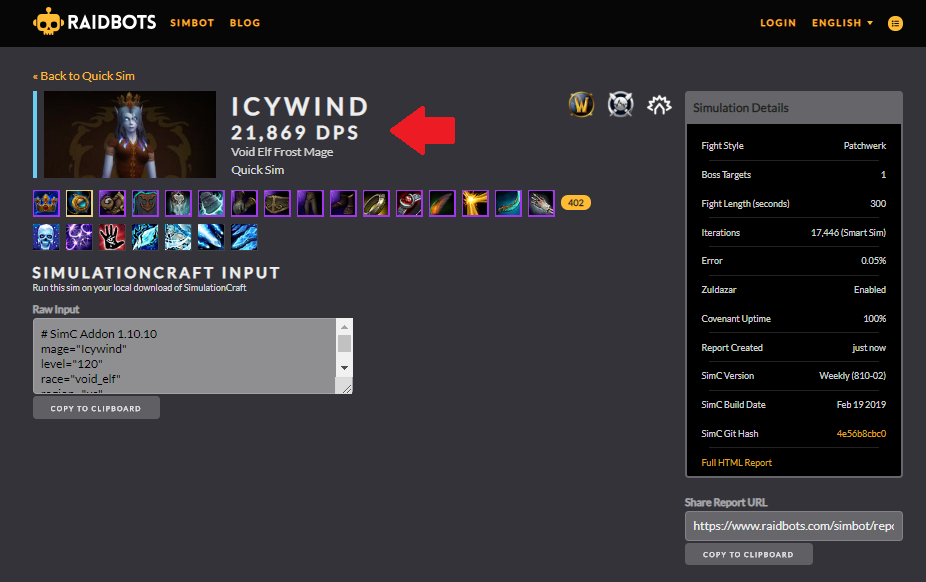 RAIDBOTS SIMBOT BLOG LOGIN ENGLISH
« Back to Quick Sim
ICYWIND
21,869 DPS
Void Elf Frost Mage
Quick Sim
402
SIMULATIONCRAFT INPUT
Run this sim on your local download of SimulationCraft
Raw Input
# SimC Addon 1.10.10
mage="Icywind"
level="120"
race="void_elf"
region="us"
COPY TO CLIPBOARD
Simulation Details
Fight Style Patchwerk
Boss Targets 1
Fight Length (seconds) 300
Iterations 17,446 (Smart Sim)
Error 0.05%
Zuldazar Enabled
Covenant Uptime 100%
Report Created just now
SimC Version Weekly (810-02)
SimC Build Date Feb 19 2019
SimC Git Hash 4e56b8cbc0
Full HTML Report
Share Report URL
https://www.raidbots.com/simbot/repo
COPY TO CLIPBOARD